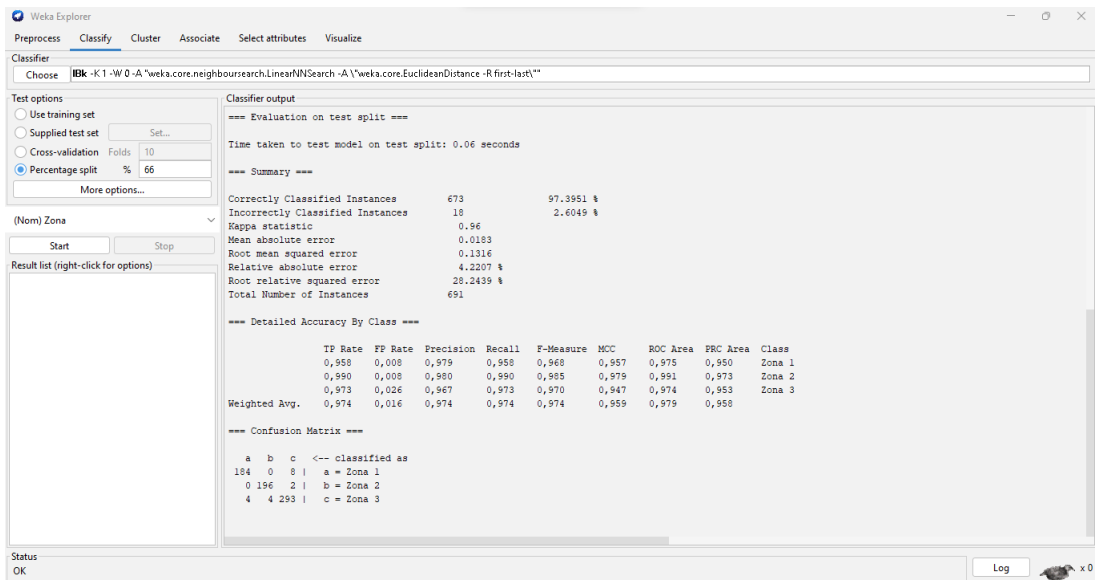 Weka Explorer
Preprocess Classify Cluster Associate Select attributes Visualize
Classifier
Choose IBk -K 1 -W 0 -A "weka.core.neighboursearch.LinearNNSearch -A \"weka.core.EuclideanDistance -R first-last\""
Test options
Use training set
Supplied test set Set...
Cross-validation Folds 10
Percentage split % 66
More options...
(Nom) Zona
Start Stop
Result list (right-click for options)
Classifier output
=== Evaluation on test split ===
Time taken to test model on test split: 0.06 seconds
=== Summary ===
Correctly Classified Instances 673 97.3951 %
Incorrectly Classified Instances 18 2.6049 %
Kappa statistic 0.96
Mean absolute error 0.0183
Root mean squared error 0.1316
Relative absolute error 4.2207 %
Root relative squared error 28.2439 %
Total Number of Instances 691
=== Detailed Accuracy By Class ===
TP Rate FP Rate Precision Recall F-Measure MCC ROC Area PRC Area Class
0,958 0,008 0,979 0,958 0,968 0,957 0,975 0,950 Zona 1
0,990 0,008 0,980 0,990 0,985 0,979 0,991 0,973 Zona 2
0,973 0,026 0,967 0,973 0,970 0,947 0,974 0,953 Zona 3
Weighted Avg. 0,974 0,016 0,974 0,974 0,974 0,959 0,979 0,958
=== Confusion Matrix ===
a b c <-- classified as
184 0 8 | a = Zona 1
0 196 2 | b = Zona 2
4 4 293 | c = Zona 3
Status
OK
Log x 0